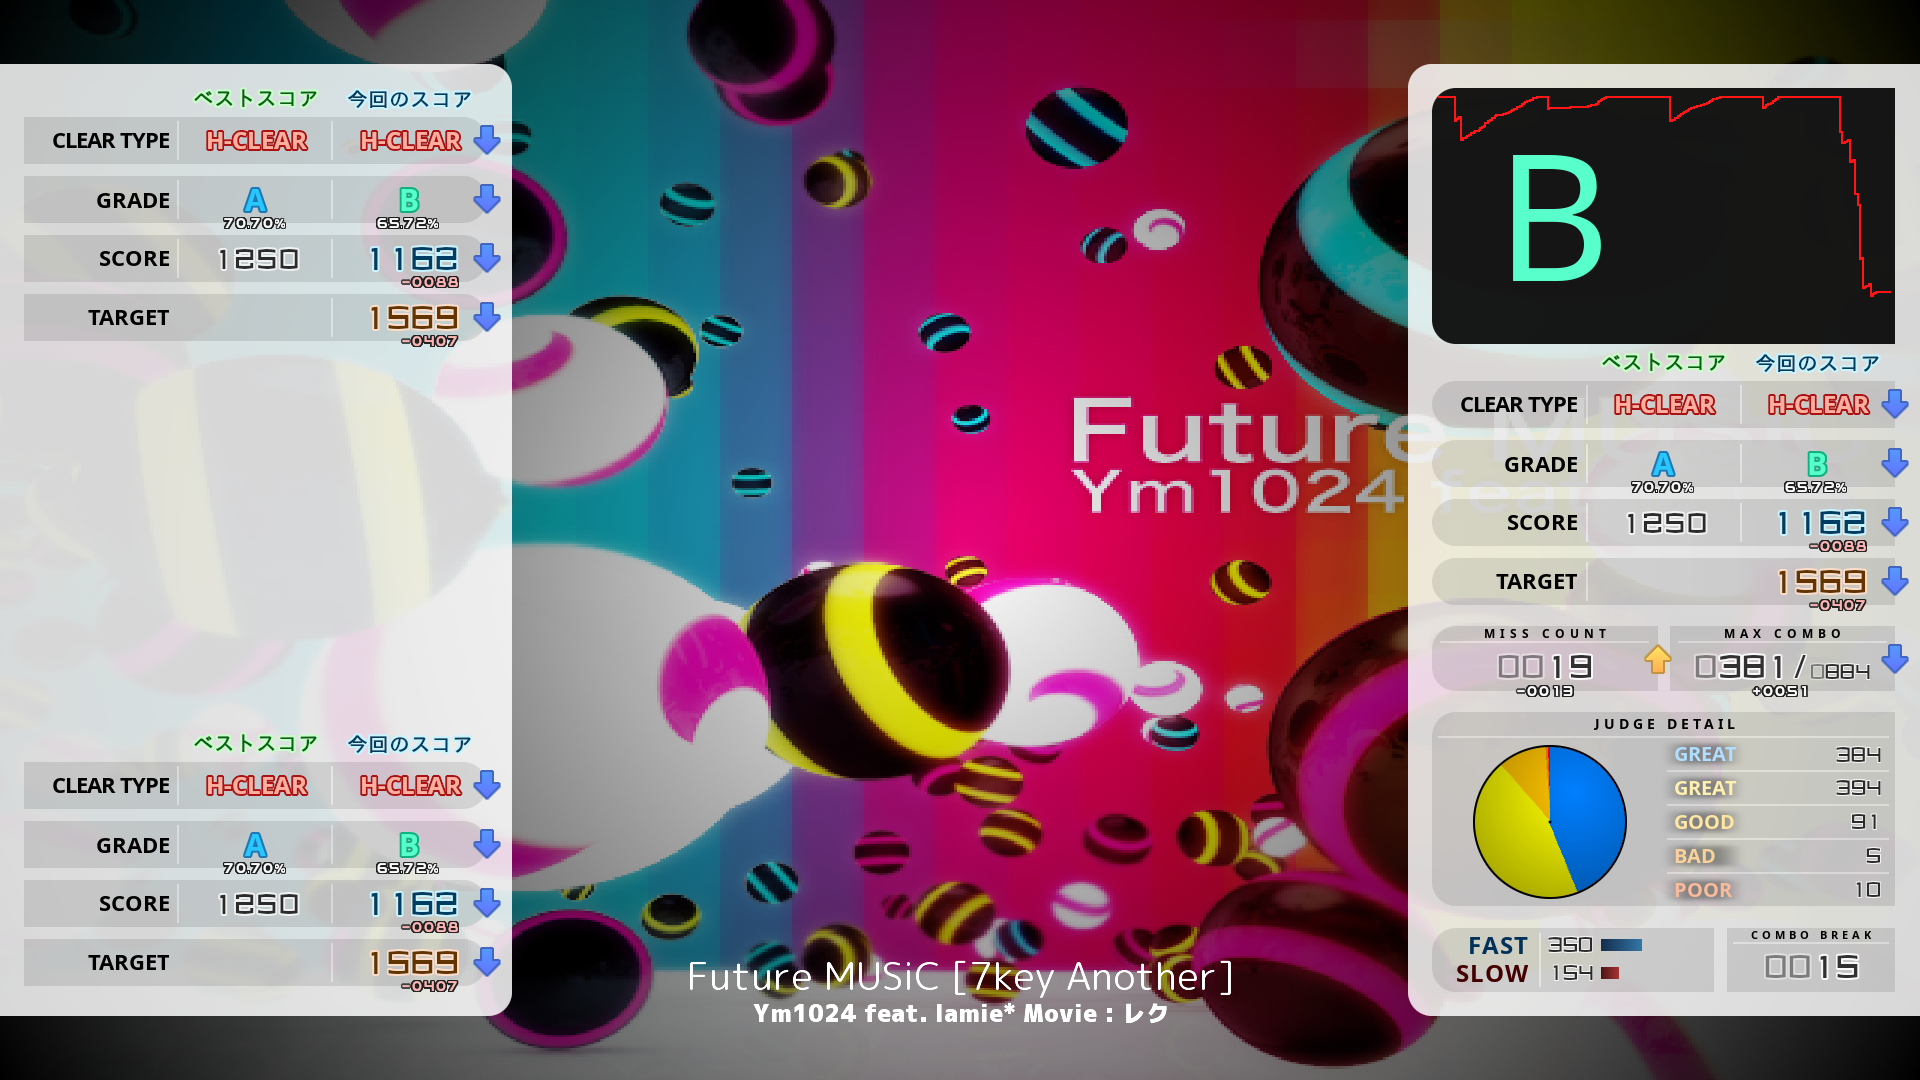 ベストスコア 今回のスコア
CLEAR TYPE H-CLEAR H-CLEAR
GRADE A B
70.70% 65.72%
SCORE 1250 1162
-0088
TARGET 1569
-0407
ベストスコア 今回のスコア
CLEAR TYPE H-CLEAR H-CLEAR
GRADE A B
70.70% 65.72%
SCORE 1250 1162
-0088
TARGET 1569
-0407
Future
Ym1024 feat
Future MUSiC [7key Another]
Ym1024 feat. lamie* Movie : レク
B
ベストスコア 今回のスコア
CLEAR TYPE H-CLEAR H-CLEAR
GRADE A B
70.70% 65.72%
SCORE 1250 1162
-0088
TARGET 1569
-0407
MISS COUNT MAX COMBO
0019 0381/0884
-0013 +0051
JUDGE DETAIL
GREAT 384
GREAT 394
GOOD 91
BAD 5
POOR 10
FAST 350
SLOW 154
COMBO BREAK
0015